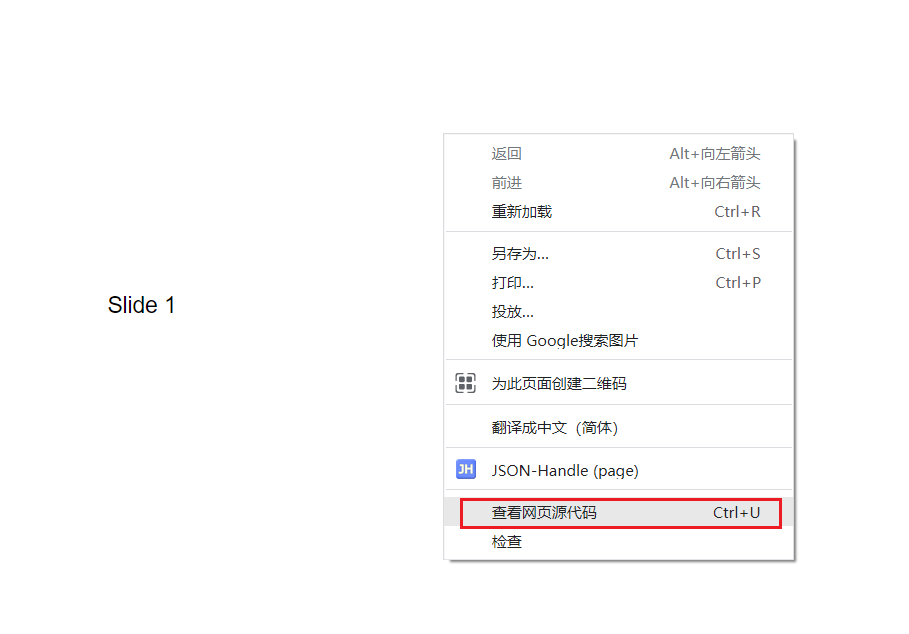 返回 Alt+向左箭头
前进 Alt+向右箭头
重新加载 Ctrl+R
另存为... Ctrl+S
打印... Ctrl+P
Slide 1
投放...
使用 Google搜索图片
为此页面创建二维码
翻译成中文（简体）
JH JSON-Handle (page)
查看网页源代码 Ctrl+U
检查